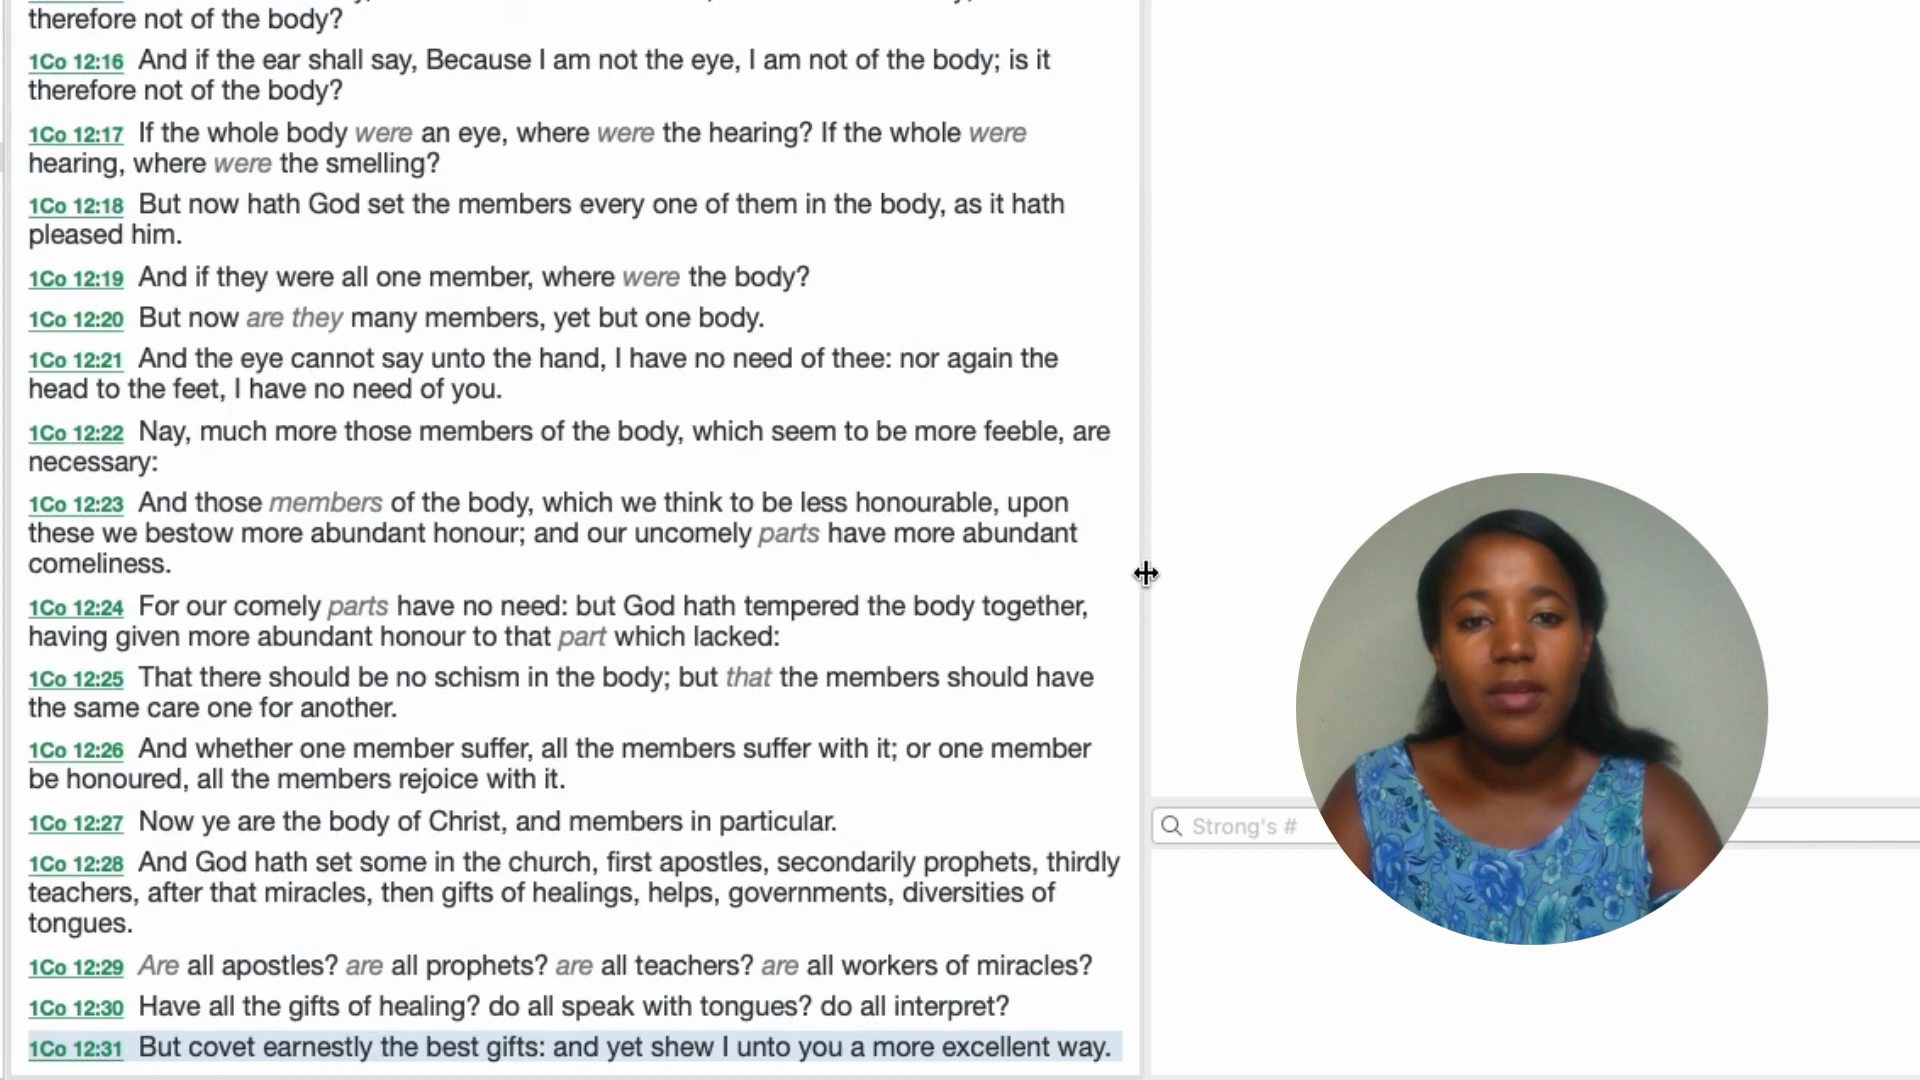 therefore not of the body?
1Co 12:16 And if the ear shall say, Because I am not the eye, I am not of the body; is it
therefore not of the body?
1Co 12:17 If the whole body were an eye, where were the hearing? If the whole were
hearing, where were the smelling?
1Co 12:18 But now hath God set the members every one of them in the body, as it hath
pleased him.
1Co 12:19 And if they were all one member, where were the body?
1Co 12:20 But now are they many members, yet but one body.
1Co 12:21 And the eye cannot say unto the hand, I have no need of thee: nor again the
head to the feet, I have no need of you.
1Co 12:22 Nay, much more those members of the body, which seem to be more feeble, are
necessary:
1Co 12:23 And those members of the body, which we think to be less honourable, upon
these we bestow more abundant honour; and our uncomely parts have more abundant
comeliness.
1Co 12:24 For our comely parts have no need: but God hath tempered the body together,
having given more abundant honour to that part which lacked:
1Co 12:25 That there should be no schism in the body; but that the members should have
the same care one for another.
1Co 12:26 And whether one member suffer, all the members suffer with it; or one member
be honoured, all the members rejoice with it.
1Co 12:27 Now ye are the body of Christ, and members in particular.
1Co 12:28 And God hath set some in the church, first apostles, secondarily prophets, thirdly
teachers, after that miracles, then gifts of healings, helps, governments, diversities of
tongues.
1Co 12:29 Are all apostles? are all prophets? are all teachers? are all workers of miracles?
1Co 12:30 Have all the gifts of healing? do all speak with tongues? do all interpret?
1Co 12:31 But covet earnestly the best gifts: and yet shew I unto you a more excellent way.
Strong's #